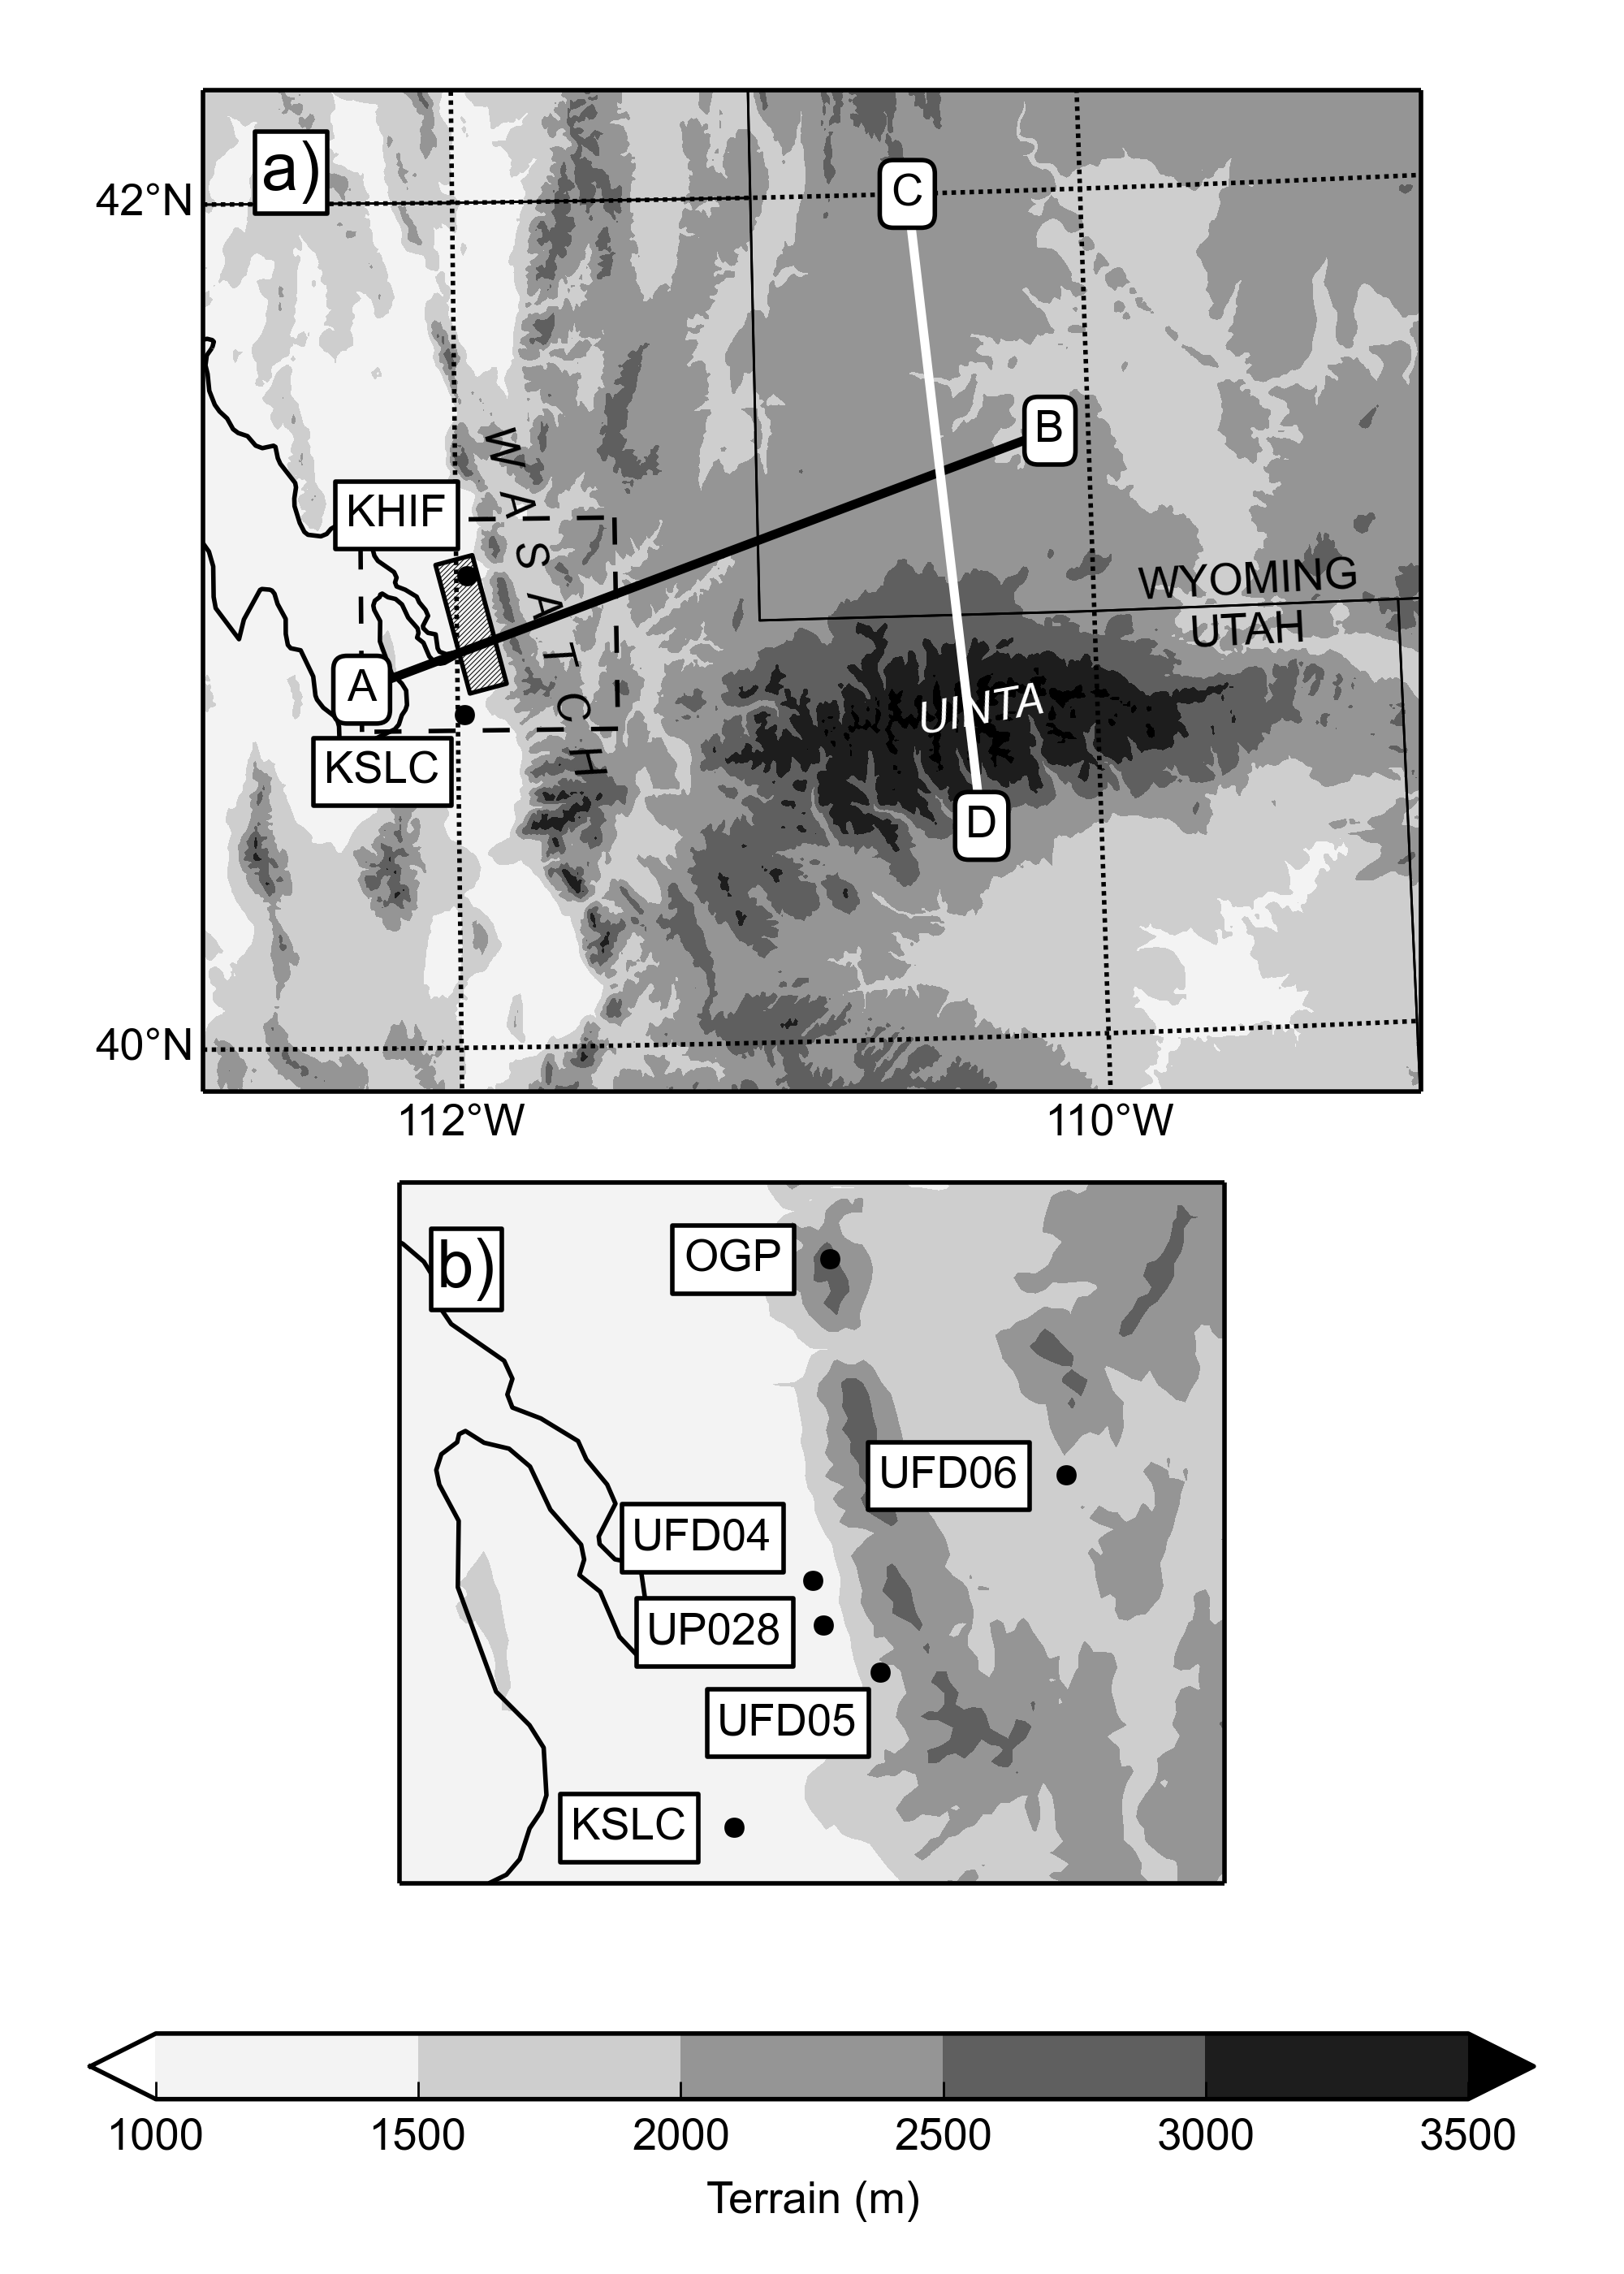 a)
42°N
C
B
WASATCH
KHIF
WYOMING
UTAH
A
UINTA
KSLC
D
40°N
112°W
110°W
b)
OGP
UFD06
UFD04
UP028
UFD05
KSLC
1000 1500 2000 2500 3000 3500
Terrain (m)